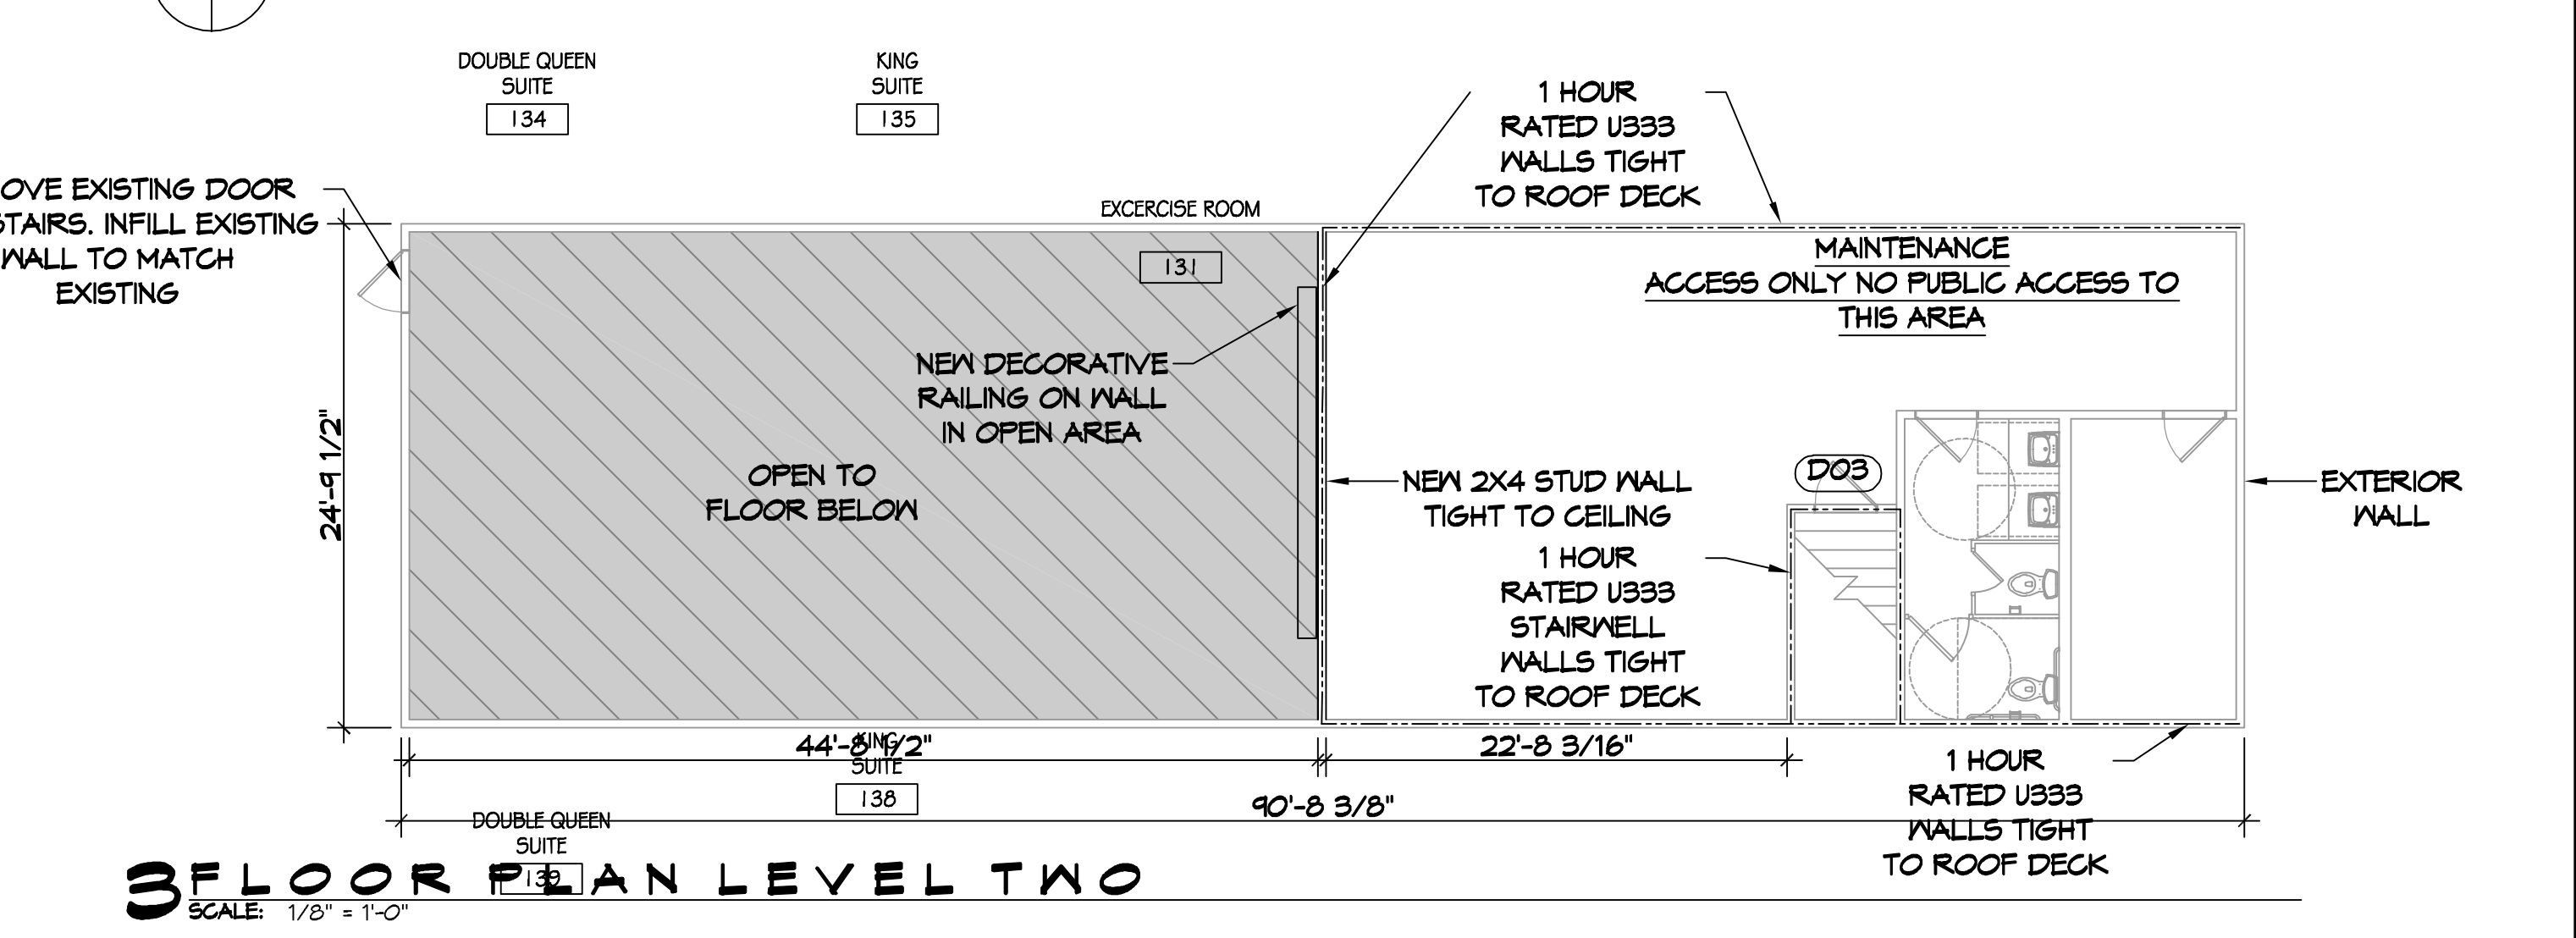 DOUBLE QUEEN
SUITE
134
KING
SUITE
135
1 HOUR
RATED U333
WALLS TIGHT
TO ROOF DECK
OVE EXISTING DOOR
STAIRS. INFILL EXISTING
WALL TO MATCH
EXISTING
EXCERCISE ROOM
131
MAINTENANCE
ACCESS ONLY NO PUBLIC ACCESS TO
THIS AREA
NEW DECORATIVE
RAILING ON WALL
IN OPEN AREA
24'-9 1/2"
OPEN TO
FLOOR BELOW
NEW 2X4 STUD WALL
TIGHT TO CEILING
D03
EXTERIOR
WALL
1 HOUR
RATED U333
STAIRWELL
WALLS TIGHT
TO ROOF DECK
44'-8 1/2"
KING
SUITE
138
22'-8 3/16"
90'-8 3/8"
1 HOUR
RATED U333
WALLS TIGHT
TO ROOF DECK
DOUBLE QUEEN
SUITE
139
3 FLOOR PLAN LEVEL TWO
SCALE: 1/8" = 1'-0"